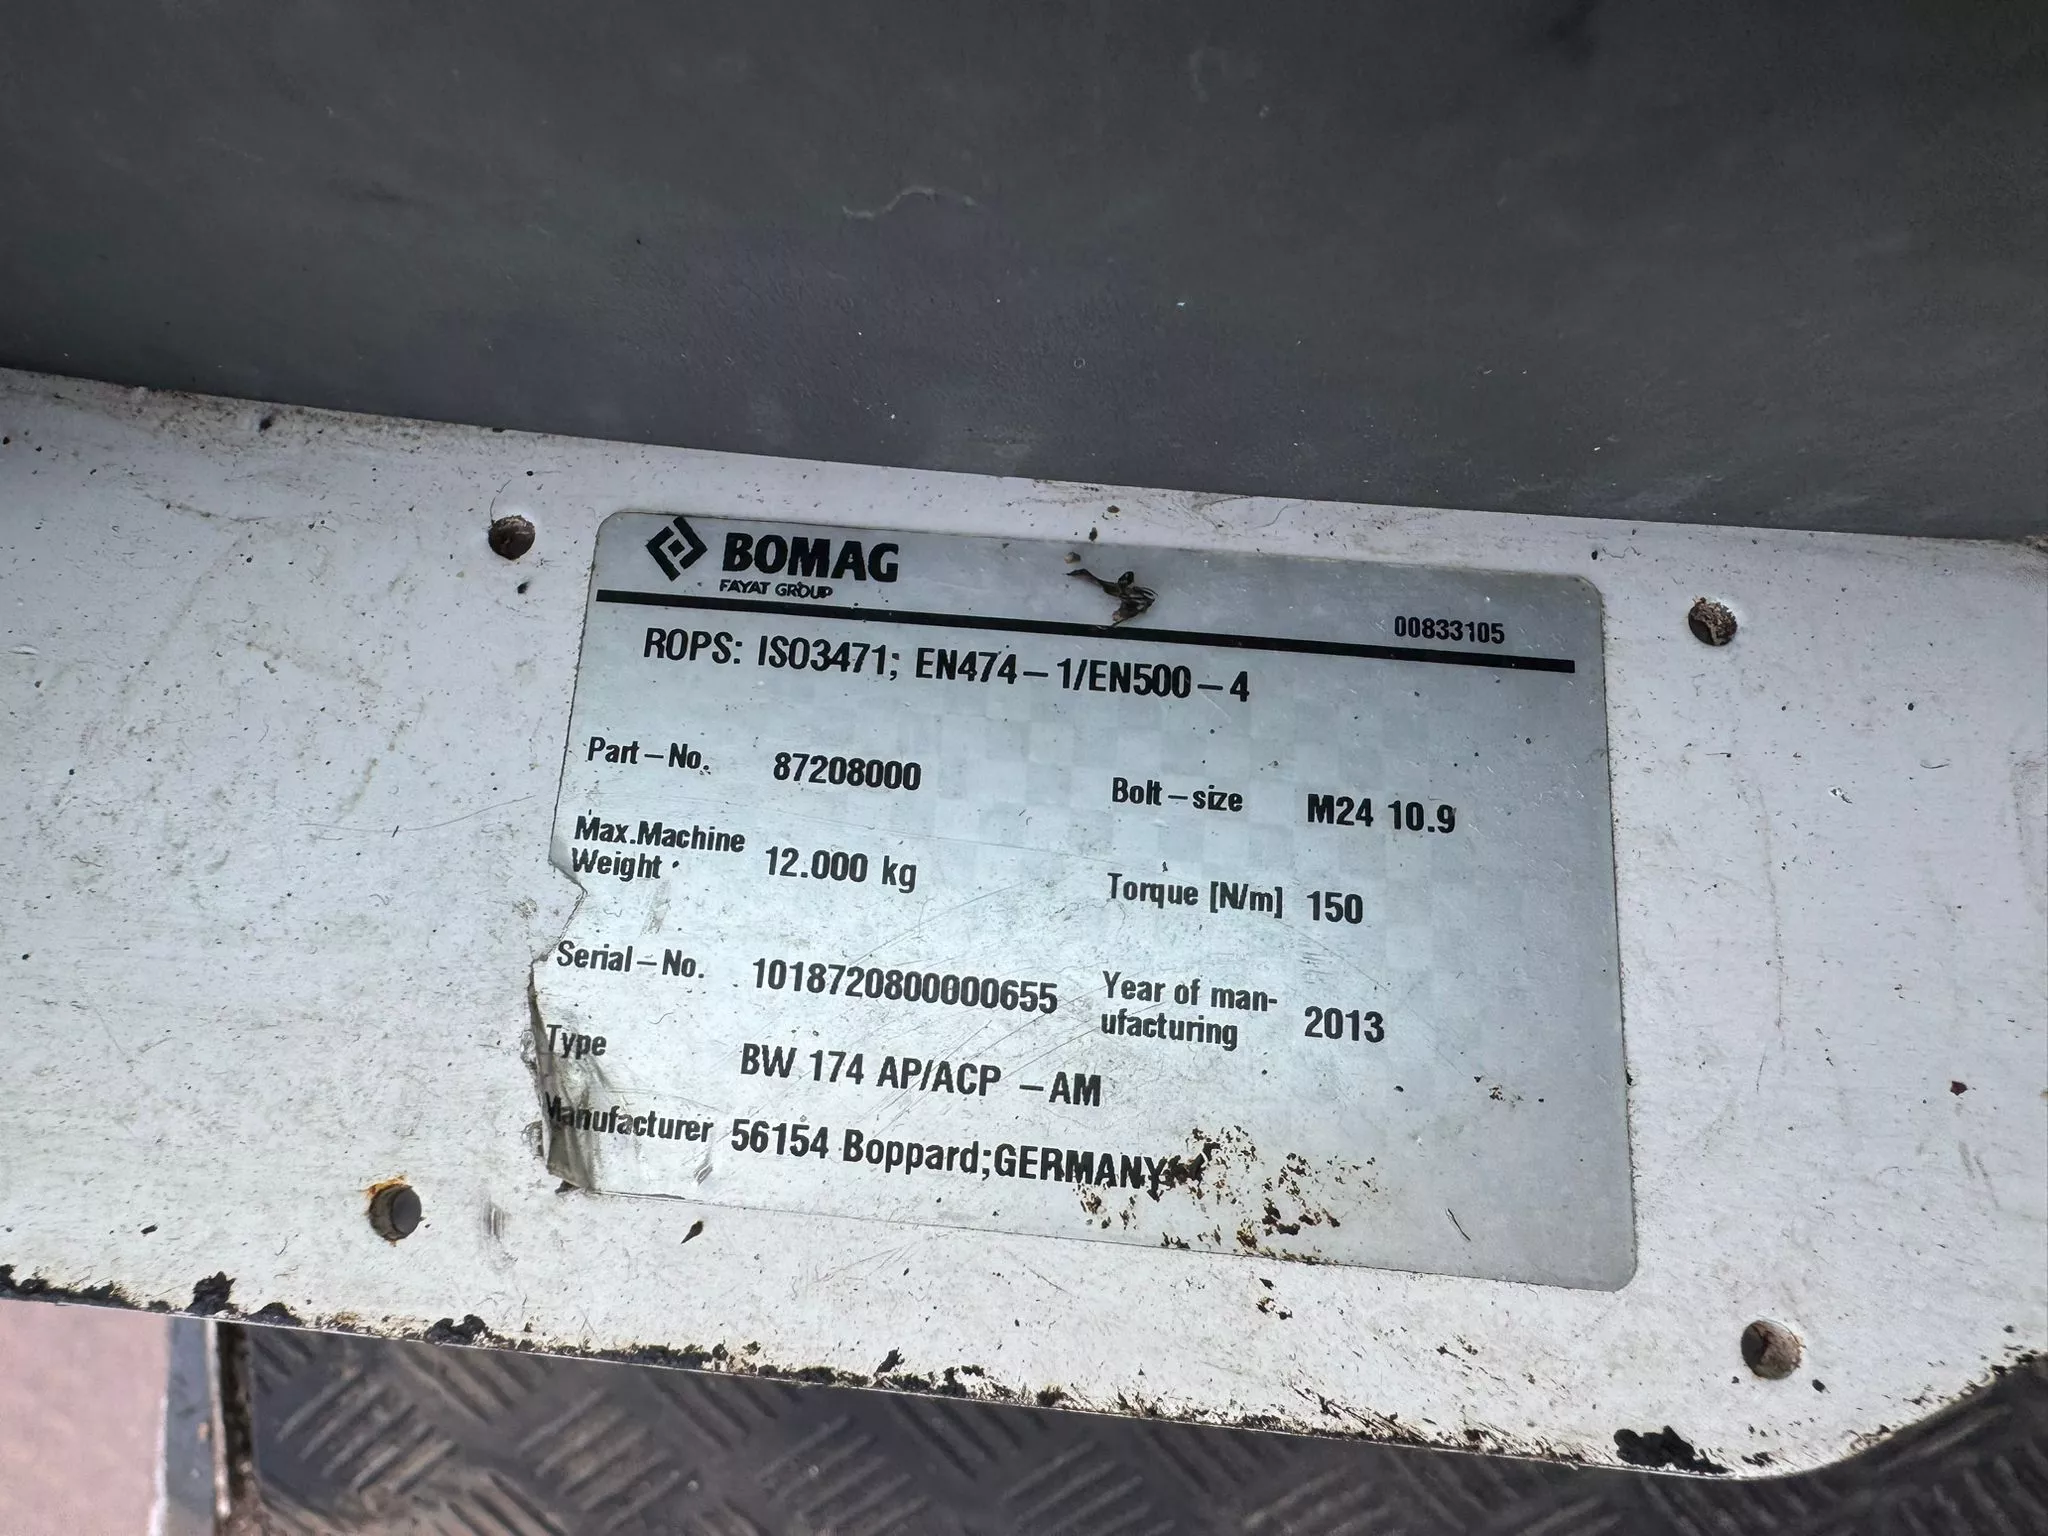 BOMAG
FAYAT GROUP
00833105
ROPS: ISO3471; EN474-1/EN500-4
Part-No. 87208000 Bolt-size M24 10.9
Max.Machine
Weight 12.000 kg Torque [N/m] 150
Serial-No. 101872080000655 Year of man-
ufacturing 2013
Type BW 174 AP/ACP -AM
Manufacturer 56154 Boppard;GERMANY